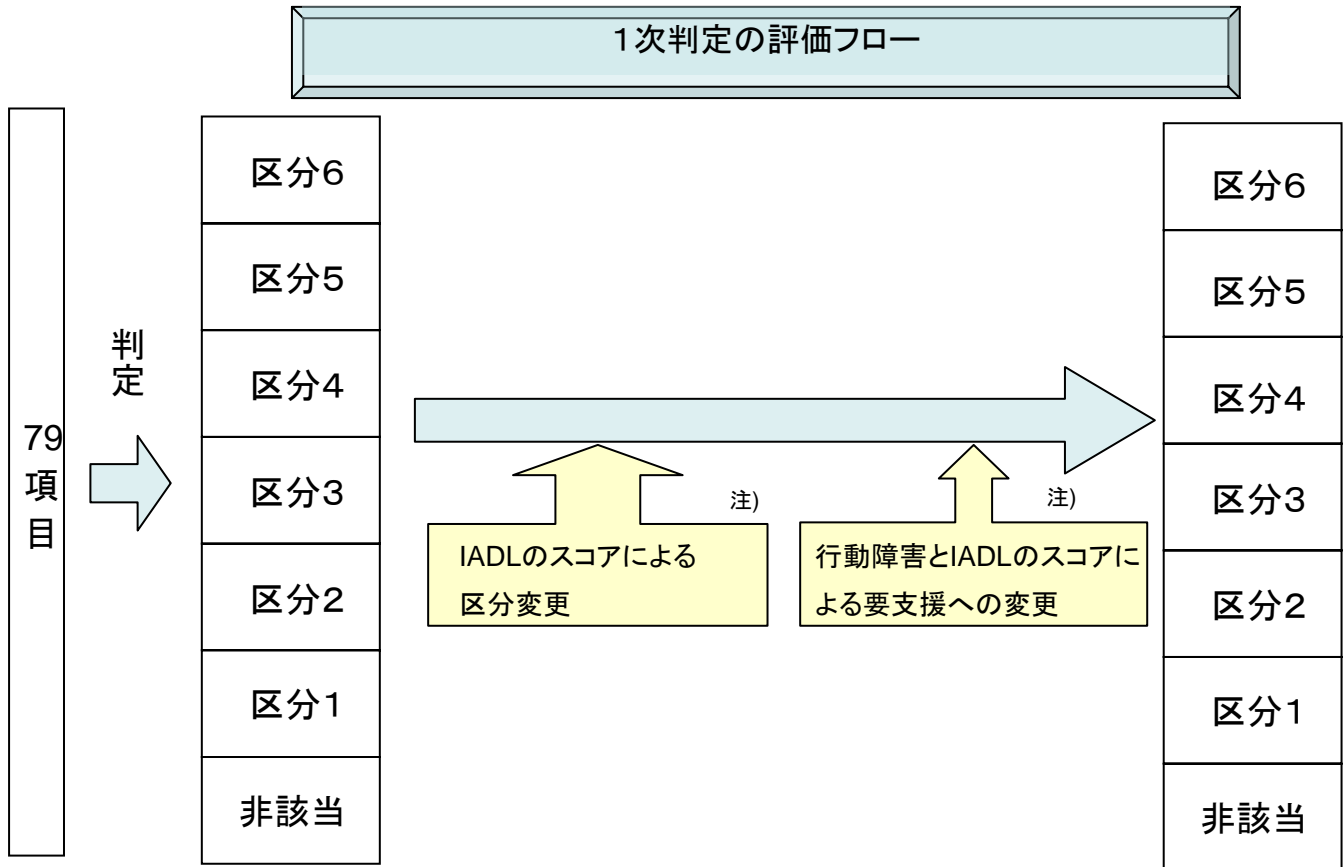 1次判定の評価フロー
79
項
目
判
定
区分6
区分5
区分4
区分3
区分2
区分1
非該当
注)
IADLのスコアによる
区分変更
注)
行動障害とIADLのスコアに
よる要支援への変更
区分6
区分5
区分4
区分3
区分2
区分1
非該当